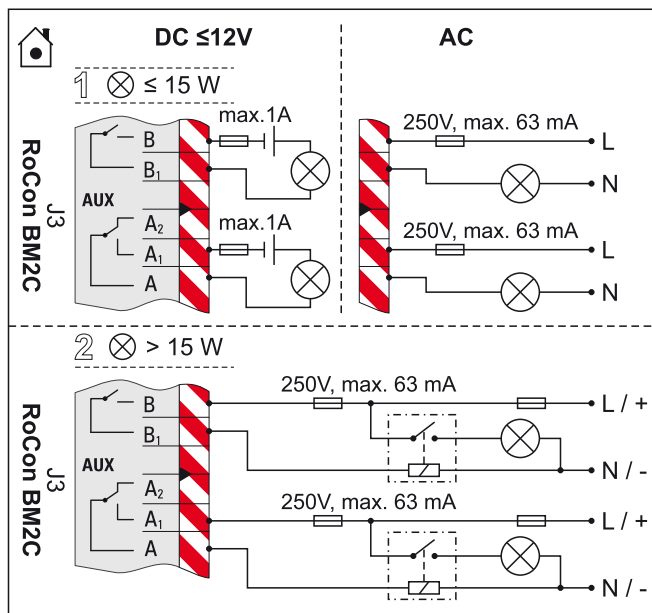 DC ≤12V
AC
1 ≤ 15 W
max.1A
250V, max. 63 mA
B
L
B₁
N
AUX
A₂
max.1A
250V, max. 63 mA
A₁
L
A
N
J3
RoCon BM2C
2 > 15 W
250V, max. 63 mA
B
L / +
B₁
N / -
AUX
A₂
250V, max. 63 mA
A₁
L / +
A
N / -
J3
RoCon BM2C